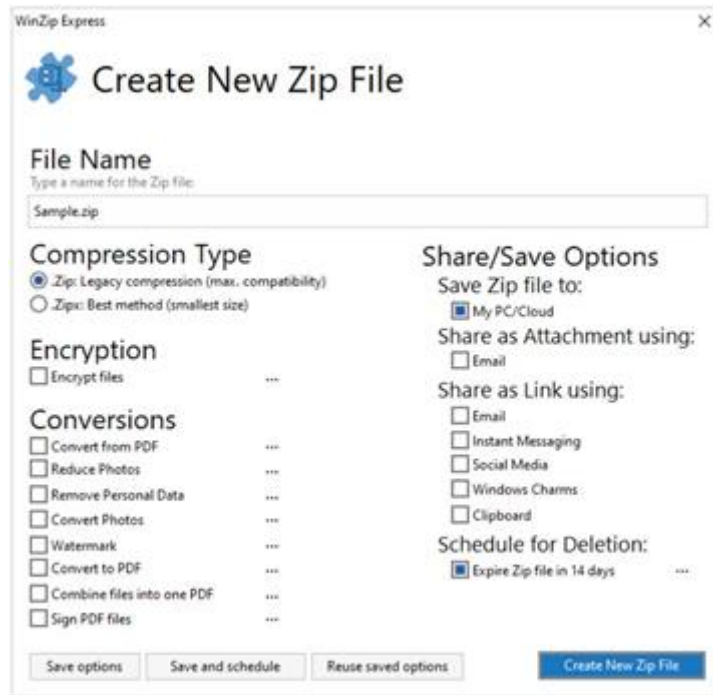 WinZip Express
Create New Zip File
File Name
Type a name for the Zip file:
Sample.zip
Compression Type
.Zip: Legacy compression (max. compatibility)
.Zipx: Best method (smallest size)
Encryption
Encrypt files ...
Conversions
Convert from PDF ...
Reduce Photos ...
Remove Personal Data ...
Convert Photos ...
Watermark ...
Convert to PDF ...
Combine files into one PDF ...
Sign PDF files ...
Share/Save Options
Save Zip file to:
My PC/Cloud
Share as Attachment using:
Email
Share as Link using:
Email
Instant Messaging
Social Media
Windows Charms
Clipboard
Schedule for Deletion:
Expire Zip file in 14 days ...
Save options
Save and schedule
Reuse saved options
Create New Zip File